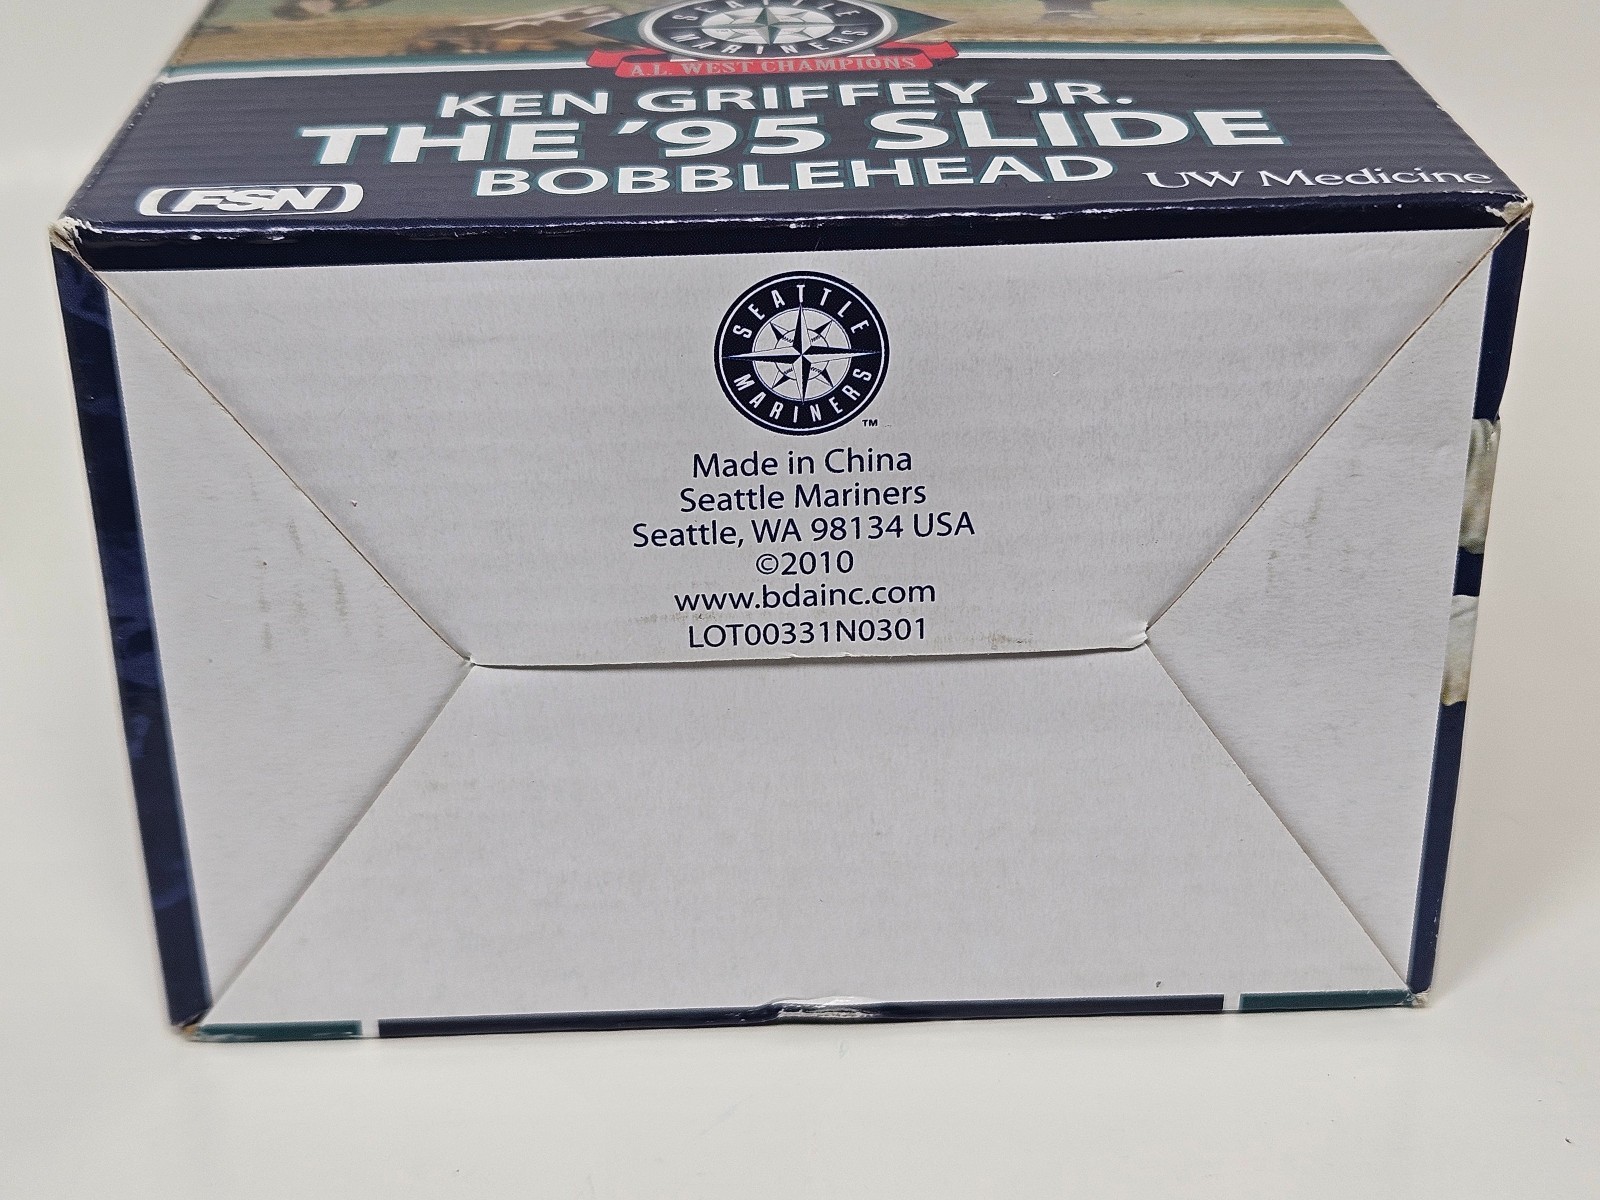 SEATTLE
MARINERS
A.L. WEST CHAMPIONS
KEN GRIFFEY JR.
THE '95 SLIDE
BOBBLEHEAD
FSN
UW Medicine
SEATTLE
MARINERS
TM
Made in China
Seattle Mariners
Seattle, WA 98134 USA
©2010
www.bdainc.com
LOT00331N0301